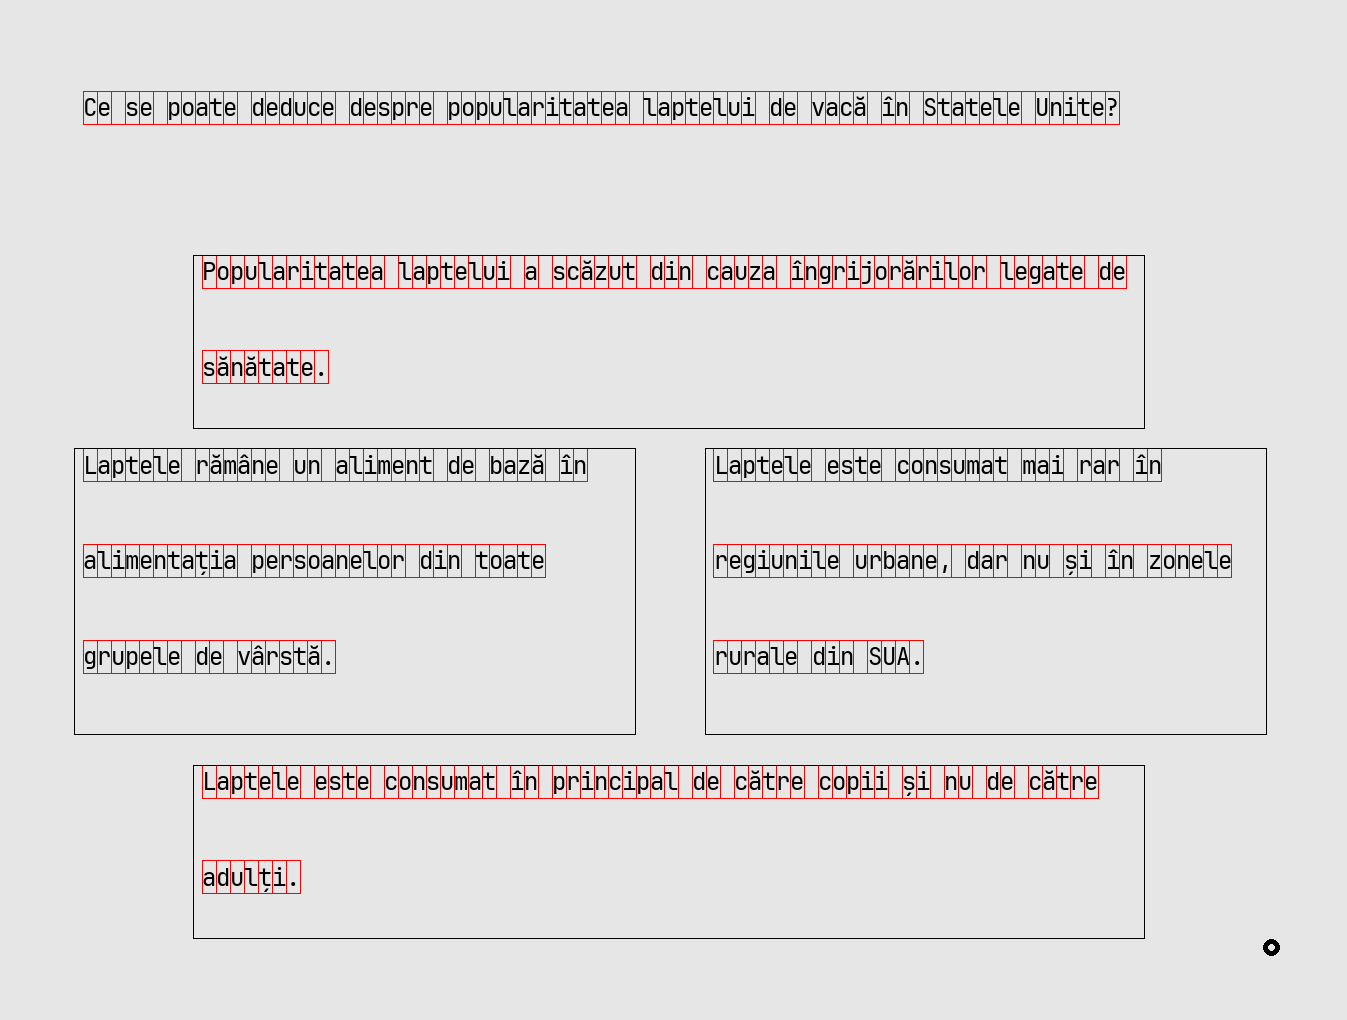 Ce se poate deduce despre popularitatea laptelui de vacă în Statele Unite?
Popularitatea laptelui a scăzut din cauza îngrijorărilor legate de
sănătate.
Laptele rămâne un aliment de bază în
alimentația persoanelor din toate
grupele de vârstă.
Laptele este consumat mai rar în
regiunile urbane, dar nu și în zonele
rurale din SUA.
Laptele este consumat în principal de către copii și nu de către
adulți.